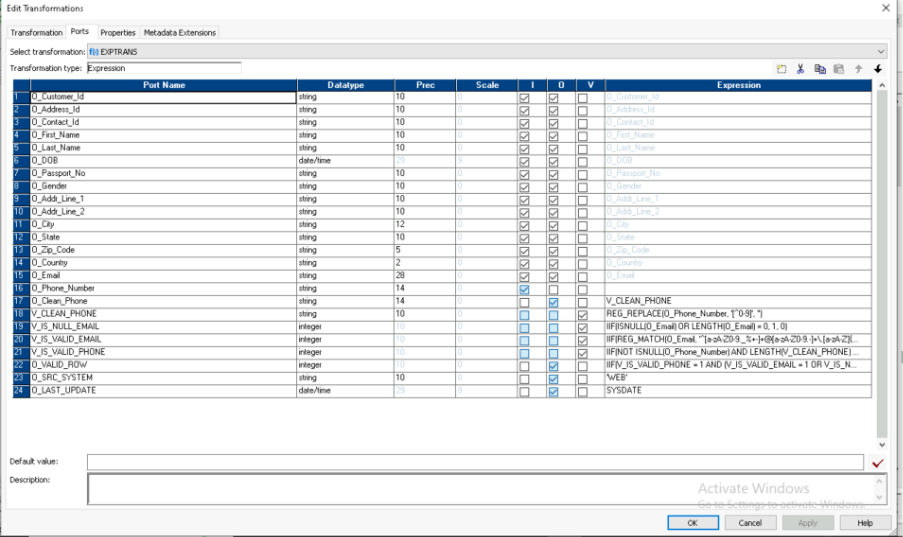 Edit Transformations
Transformation Ports Properties Metadata Extensions
Select transformation: f(x) EXPTRANS
Transformation type: Expression
Port Name Datatype Prec Scale I O V Expression
1 O_Customer_Id string 10 0 O_Customer_Id
2 O_Address_Id string 10 0 O_Address_Id
3 O_Contact_Id string 10 0 O_Contact_Id
4 O_First_Name string 10 0 O_First_Name
5 O_Last_Name string 10 0 O_Last_Name
6 O_DOB date/time 29 9 O_DOB
7 O_Passport_No string 10 0 O_Passport_No
8 O_Gender string 10 0 O_Gender
9 O_Addr_Line_1 string 10 0 O_Addr_Line_1
10 O_Addr_Line_2 string 10 0 O_Addr_Line_2
11 O_City string 12 0 O_City
12 O_State string 10 0 O_State
13 O_Zip_Code string 5 0 O_Zip_Code
14 O_Country string 2 0 O_Country
15 O_Email string 28 0 O_Email
16 O_Phone_Number string 14 0
17 O_Clean_Phone string 14 0 V_CLEAN_PHONE
18 V_CLEAN_PHONE string 10 0 REG_REPLACE(O_Phone_Number, '[^0-9]', '')
19 V_IS_NULL_EMAIL integer 10 0 IIF(ISNULL(O_Email) OR LENGTH(O_Email) = 0, 1, 0)
20 V_IS_VALID_EMAIL integer 10 0 IIF(REG_MATCH(O_Email, '^[a-zA-Z0-9._%+-]+@[a-zA-Z0-9.-]+\.[a-zA-Z]{...
21 V_IS_VALID_PHONE integer 10 0 IIF(NOT ISNULL(O_Phone_Number) AND LENGTH(V_CLEAN_PHONE) ...
22 O_VALID_ROW integer 10 0 IIF(V_IS_VALID_PHONE = 1 AND (V_IS_VALID_EMAIL = 1 OR V_IS_N...
23 O_SRC_SYSTEM string 10 0 'WEB'
24 O_LAST_UPDATE date/time 29 9 SYSDATE
Default value:
Description:
Activate Windows
Go to Settings to activate Windows.
OK Cancel Apply Help